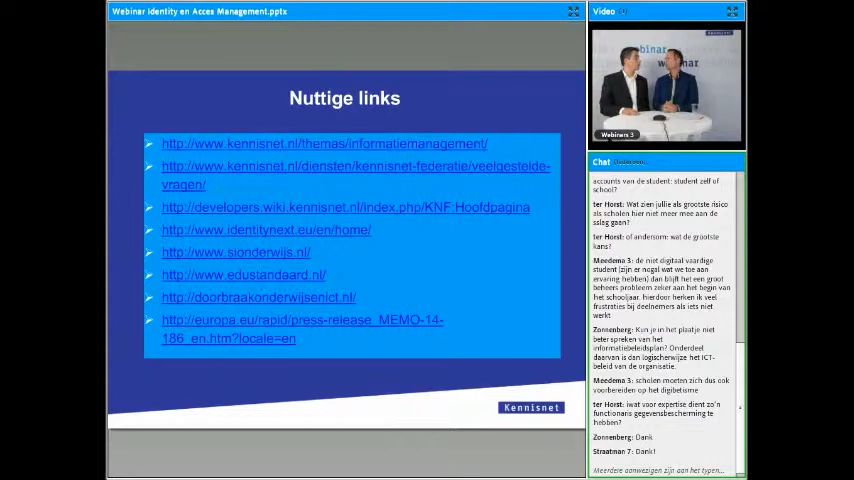 Webinar Identity en Acces Management.pptx
Nuttige links
http://www.kennisnet.nl/themas/informatiemanagement/
http://www.kennisnet.nl/diensten/kennisnet-federatie/veelgestelde-
vragen/
http://developers.wiki.kennisnet.nl/index.php/KNF:Hoofdpagina
http://www.identitynext.eu/en/home/
http://www.sionderwijs.nl/
http://www.edustandaard.nl/
http://doorbraakonderwijsenict.nl/
http://europa.eu/rapid/press-release_MEMO-14-
186_en.htm?locale=en
Kennisnet
Video
webinar
Webinars 3
Chat
accounts van de student: student zelf of
school?
ter Horst: Wat zien jullie als grootste risico
als scholen hier niet meer mee aan de
sslag gaan?
ter Horst: of andersom: wat de grootste
kans?
Meedema 3: de niet digitaal vaardige
student (zijn er nogal wat we toe aan
ervaring hebben) dan blijft het een groot
beheers probleem zeker aan het begin van
het schooljaar. hierdoor herken ik veel
frustraties bij deelnemers als iets niet
werkt
Zonnenberg: Kun je in het plaatje niet
beter spreken van het
informatiebeleidsplan? Onderdeel
daarvan is dan logischerwijze het ICT-
beleid van de organisatie.
Meedema 3: scholen moeten zich dus ook
voorbereiden op het digibetisme
ter Horst: iwat voor expertise dient zo'n
functionaris gegevensbescherming te
hebben?
Zonnenberg: Dank
Straatman 7: Dank!
Meerdere aanwezigen zijn aan het typen...